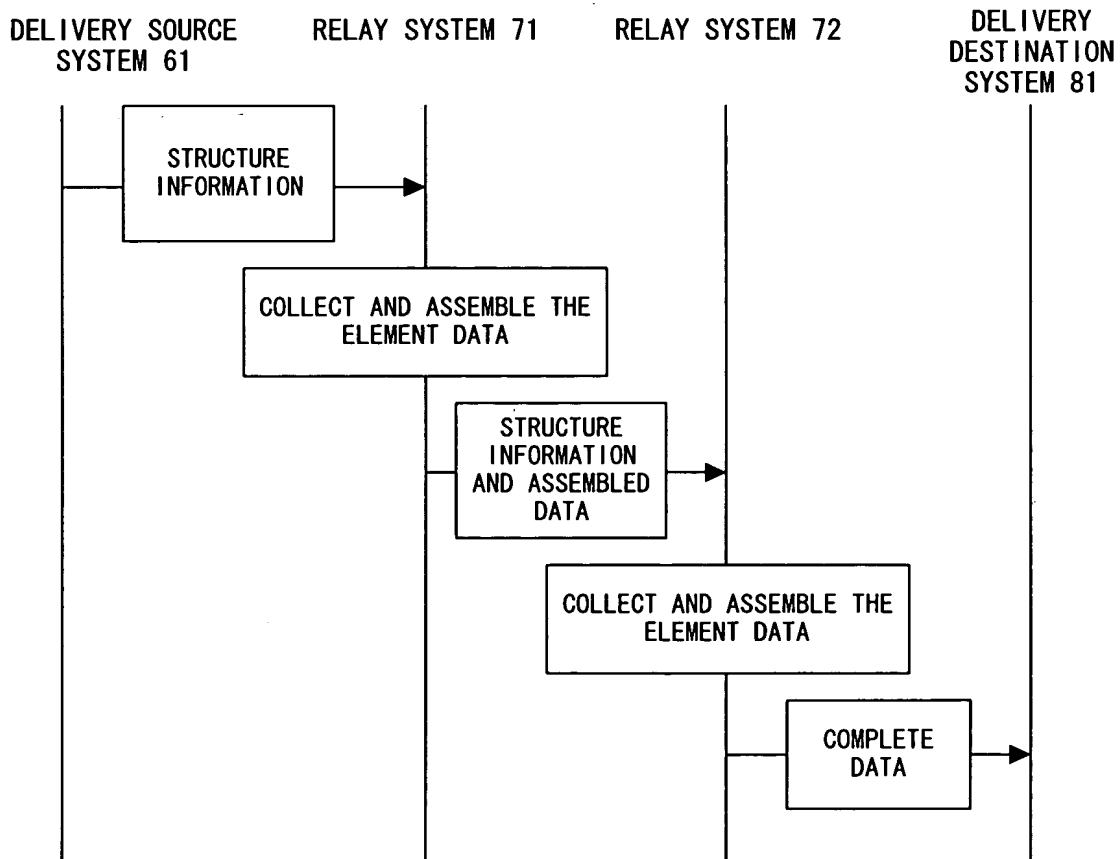 DELIVERY SOURCE
SYSTEM 61
RELAY SYSTEM 71
RELAY SYSTEM 72
DELIVERY
DESTINATION
SYSTEM 81
STRUCTURE
INFORMATION
COLLECT AND ASSEMBLE THE
ELEMENT DATA
STRUCTURE
INFORMATION
AND ASSEMBLED
DATA
COLLECT AND ASSEMBLE THE
ELEMENT DATA
COMPLETE
DATA